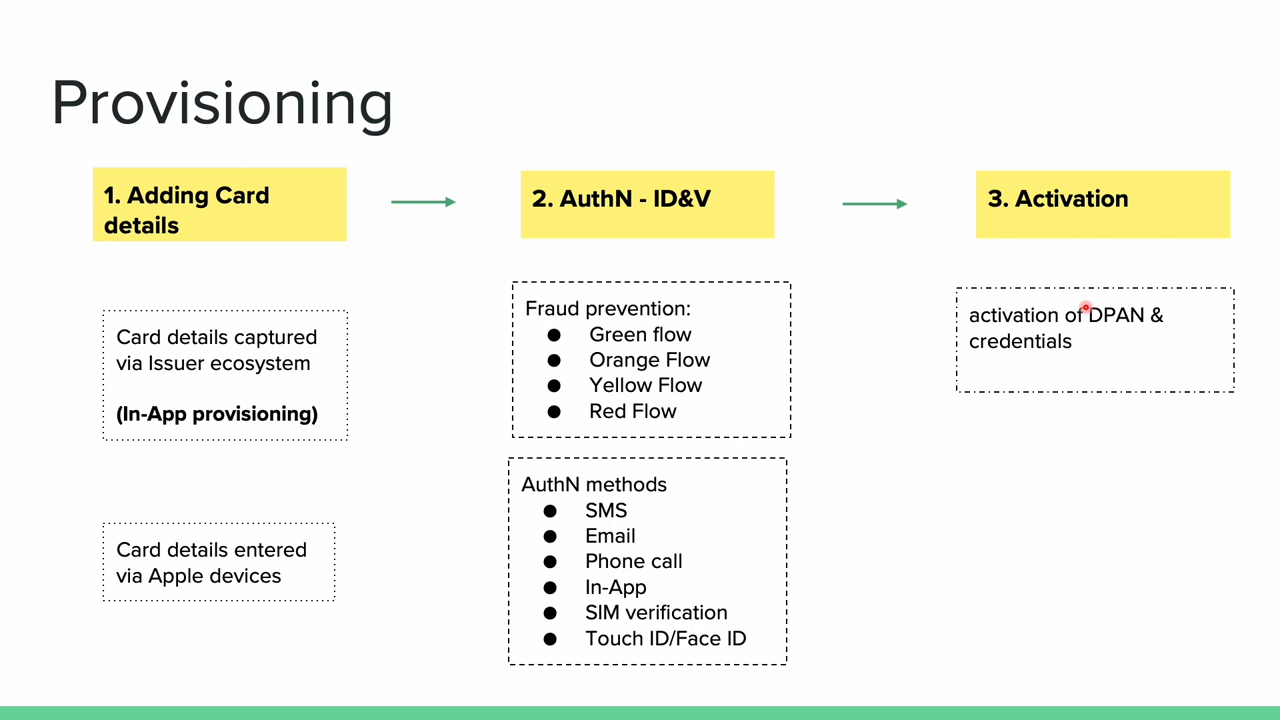 Provisioning
1. Adding Card
details
2. AuthN - ID&V
3. Activation
Card details captured
via Issuer ecosystem
(In-App provisioning)
Card details entered
via Apple devices
Fraud prevention:
● Green flow
● Orange Flow
● Yellow Flow
● Red Flow
AuthN methods
● SMS
● Email
● Phone call
● In-App
● SIM verification
● Touch ID/Face ID
activation of DPAN &
credentials